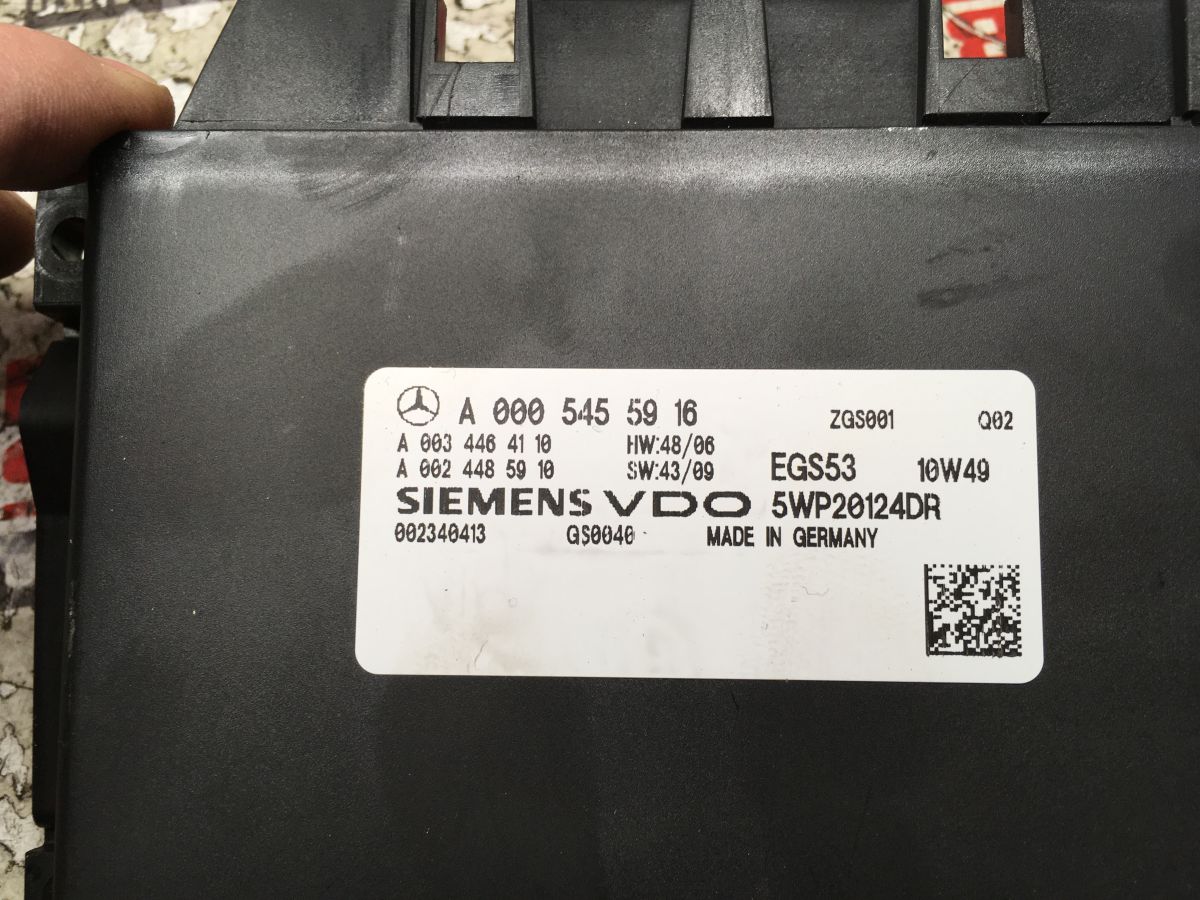 A 000 545 59 16 ZGS001 Q02
A 003 446 41 10 HW:48/06
A 002 448 59 10 SW:43/09 EGS53 10W49
SIEMENS VDO 5WP20124DR
002340413 GS0040 MADE IN GERMANY